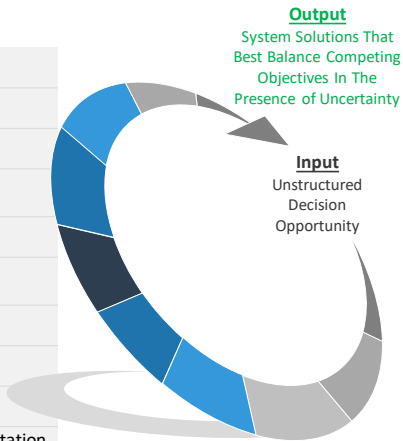 Output
System Solutions That
Best Balance Competing
Objectives In The
Presence of Uncertainty
Input
Unstructured
Decision
Opportunity